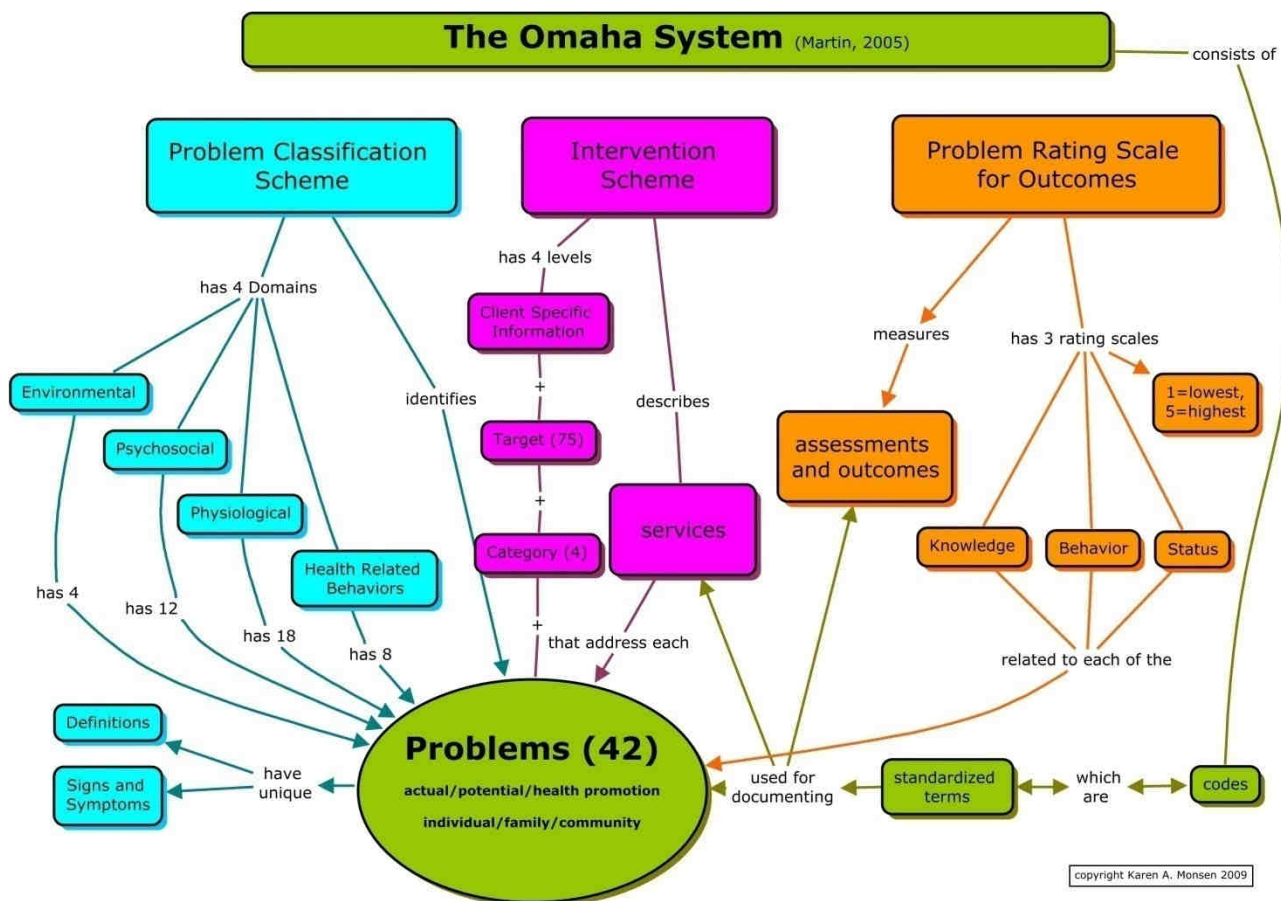 The Omaha System (Martin, 2005)
consists of
Problem Classification
Scheme
Intervention
Scheme
Problem Rating Scale
for Outcomes
has 4 Domains
has 4 levels
Client Specific
Information
measures
has 3 rating scales
Environmental
identifies
+
describes
1=lowest,
5=highest
Psychosocial
Target (75)
assessments
and outcomes
Physiological
+
services
Category (4)
Knowledge
Behavior
Status
Health Related
Behaviors
has 4
has 12
has 18
has 8
+
that address each
related to each of the
Definitions
Signs and
Symptoms
have
unique
Problems (42)
actual/potential/health promotion
individual/family/community
used for
documenting
standardized
terms
which
are
codes
copyright Karen A. Monsen 2009